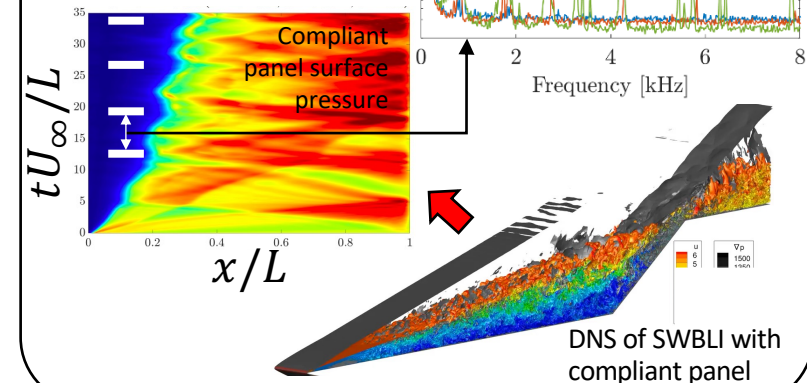 35
30
25
20
15
10
5
0
tU∞/L
0 0.2 0.4 0.6 0.8 1
x/L
Compliant
panel surface
pressure
0 2 4 6 8
Frequency [kHz]
u
6
5
∇p
1500
DNS of SWBLI with
compliant panel